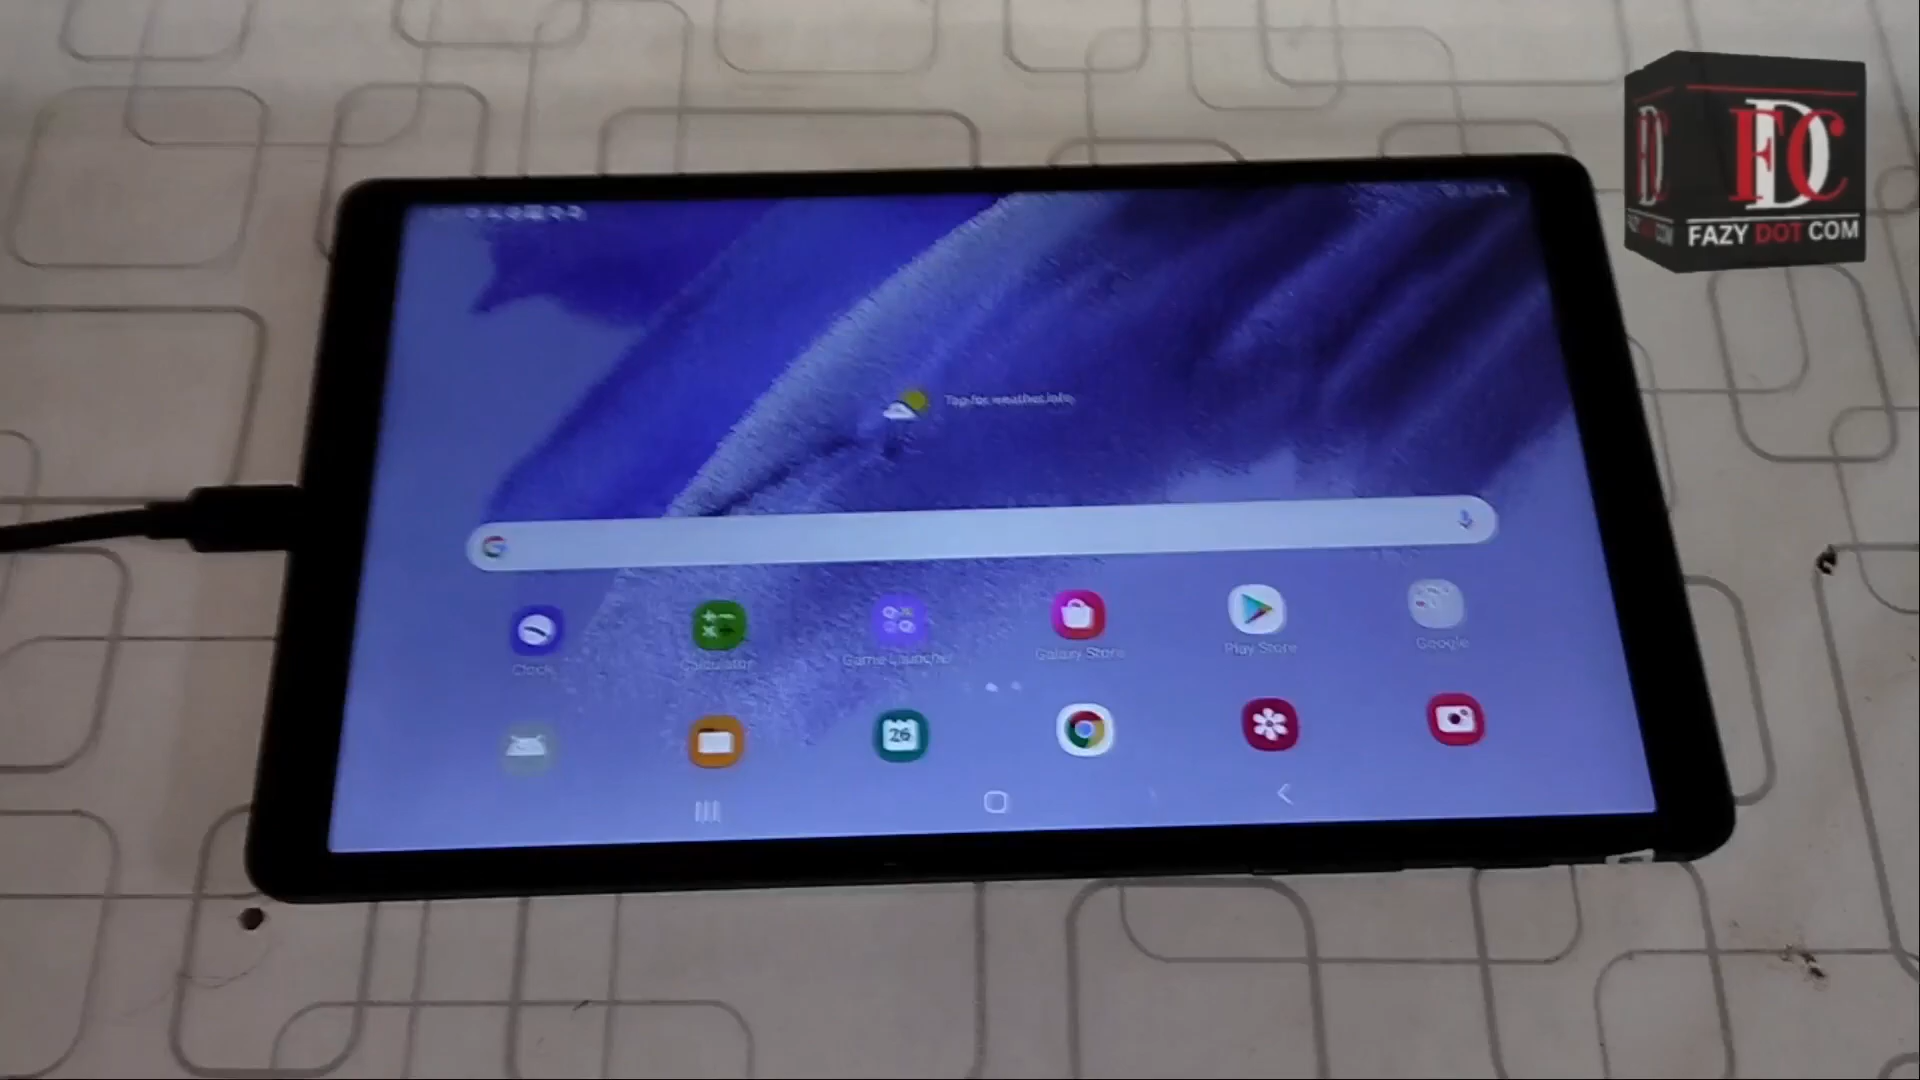 FDC
FAZY DOT COM
Tap for weather info
Clock
Calculator
Game Launcher
Galaxy Store
Play Store
Google
26